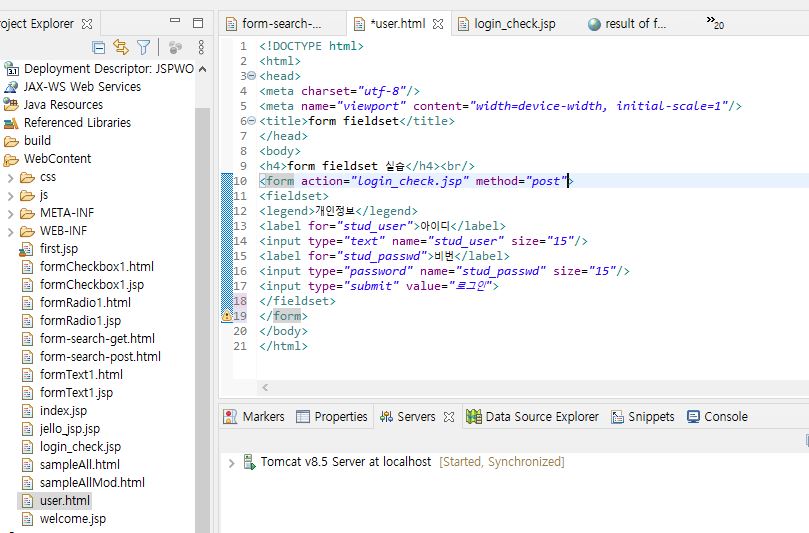 roject Explorer
Deployment Descriptor: JSPWO
JAX-WS Web Services
Java Resources
Referenced Libraries
build
WebContent
css
js
META-INF
WEB-INF
first.jsp
formCheckbox1.html
formCheckbox1.jsp
formRadio1.html
formRadio1.jsp
form-search-get.html
form-search-post.html
formText1.html
formText1.jsp
index.jsp
jello_jsp.jsp
login_check.jsp
sampleAll.html
sampleAllMod.html
user.html
welcome.jsp
form-search-... *user.html login_check.jsp result of f... »20
1 <!DOCTYPE html>
2 <html>
3 <head>
4 <meta charset="utf-8"/>
5 <meta name="viewport" content="width=device-width, initial-scale=1"/>
6 <title>form fieldset</title>
7 </head>
8 <body>
9 <h4>form fieldset 실습</h4><br/>
10 <form action="login_check.jsp" method="post">
11 <fieldset>
12 <legend>개인정보</legend>
13 <label for="stud_user">아이디</label>
14 <input type="text" name="stud_user" size="15"/>
15 <label for="stud_passwd">비번</label>
16 <input type="password" name="stud_passwd" size="15"/>
17 <input type="submit" value="로그인">
18 </fieldset>
19 </form>
20 </body>
21 </html>
Markers Properties Servers Data Source Explorer Snippets Console
Tomcat v8.5 Server at localhost [Started, Synchronized]